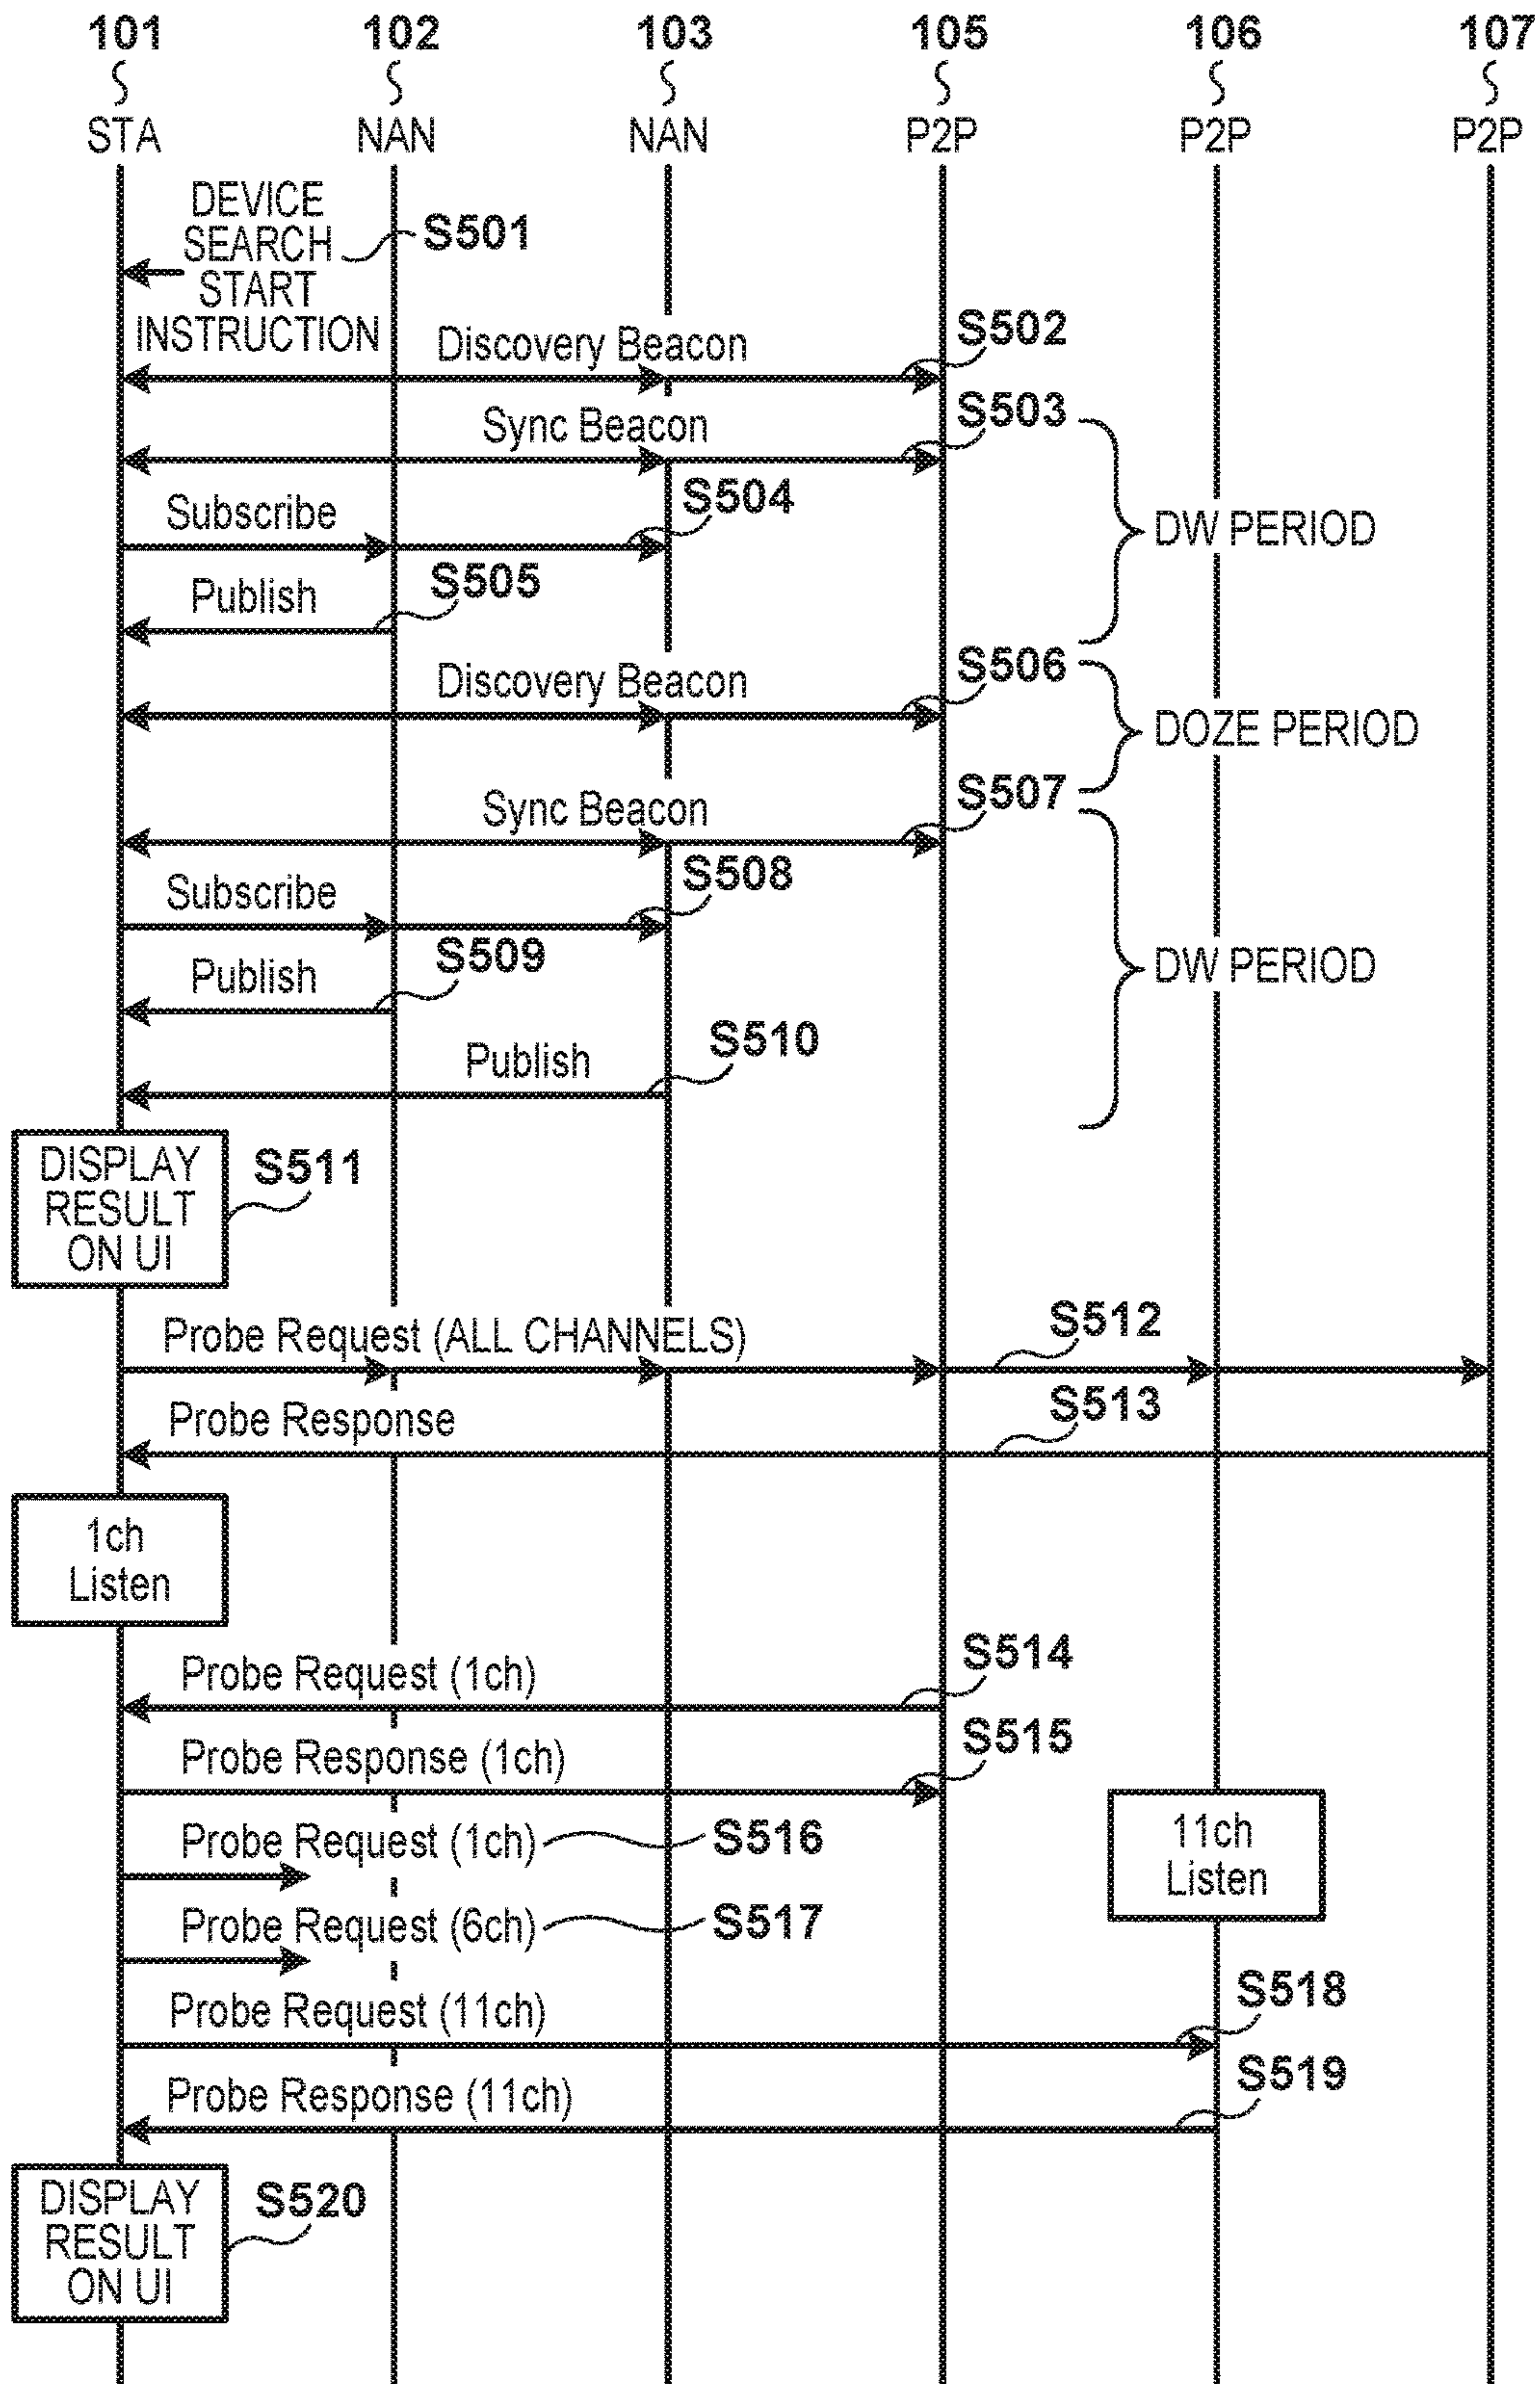 101 102 103 105 106 107
STA NAN NAN P2P P2P P2P
DEVICE
SEARCH
START
INSTRUCTION
S501
Discovery Beacon S502
Sync Beacon S503
Subscribe S504
DW PERIOD
Publish S505
Discovery Beacon S506
DOZE PERIOD
Sync Beacon S507
Subscribe S508
Publish S509
DW PERIOD
Publish S510
DISPLAY
RESULT
ON UI
S511
Probe Request (ALL CHANNELS) S512
Probe Response S513
1ch
Listen
Probe Request (1ch) S514
Probe Response (1ch) S515
Probe Request (1ch) S516
11ch
Listen
Probe Request (6ch) S517
Probe Request (11ch) S518
Probe Response (11ch) S519
DISPLAY
RESULT
ON UI
S520